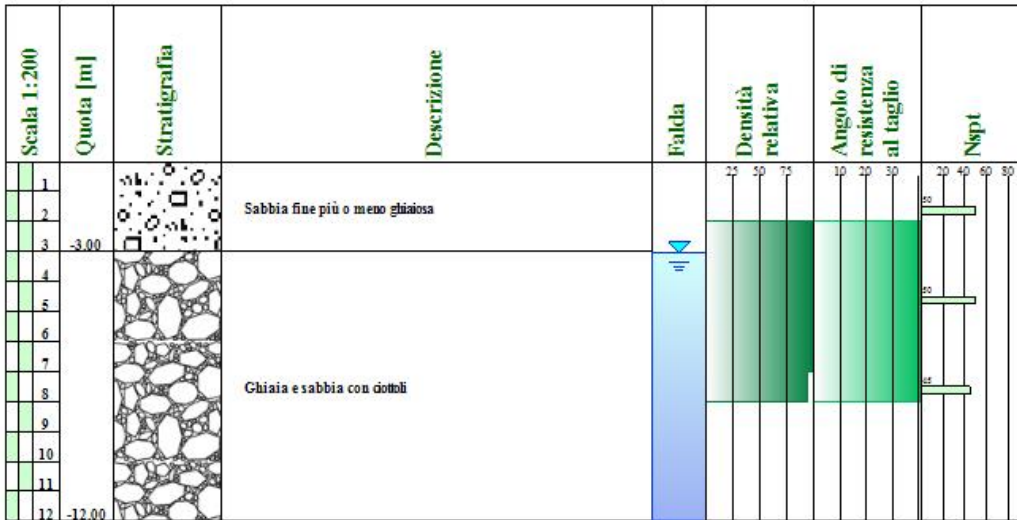 Scala 1:200
Quota [m]
Stratigrafia
Descrizione
Falda
Densità
relativa
Angolo di
resistenza
al taglio
Nspt
25 50 75
10 20 30
20 40 60 80
1
2
3
4
5
6
7
8
9
10
11
12
-3.00
-12.00
Sabbia fine più o meno ghiaiosa
Ghiaia e sabbia con ciottoli
50
50